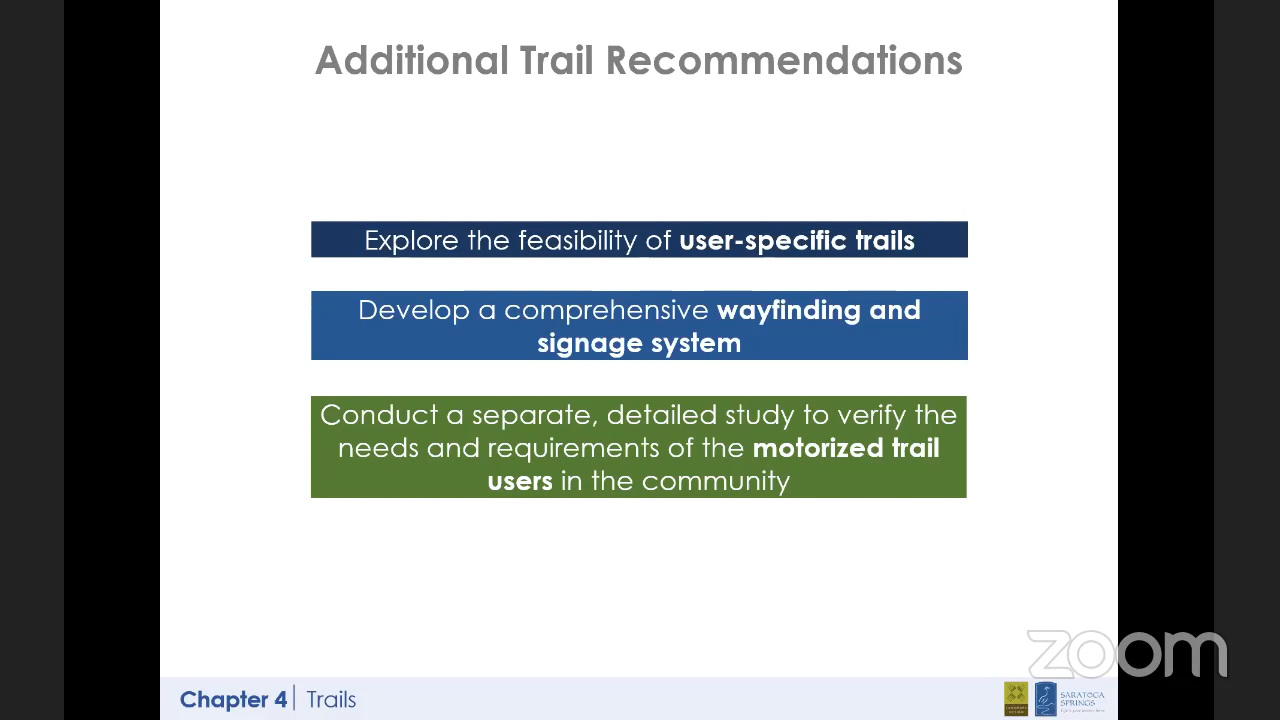 Additional Trail Recommendations
Explore the feasibility of user-specific trails
Develop a comprehensive wayfinding and
signage system
Conduct a separate, detailed study to verify the
needs and requirements of the motorized trail
users in the community
zoom
Chapter 4 | Trails
SARATOGA
SPRINGS